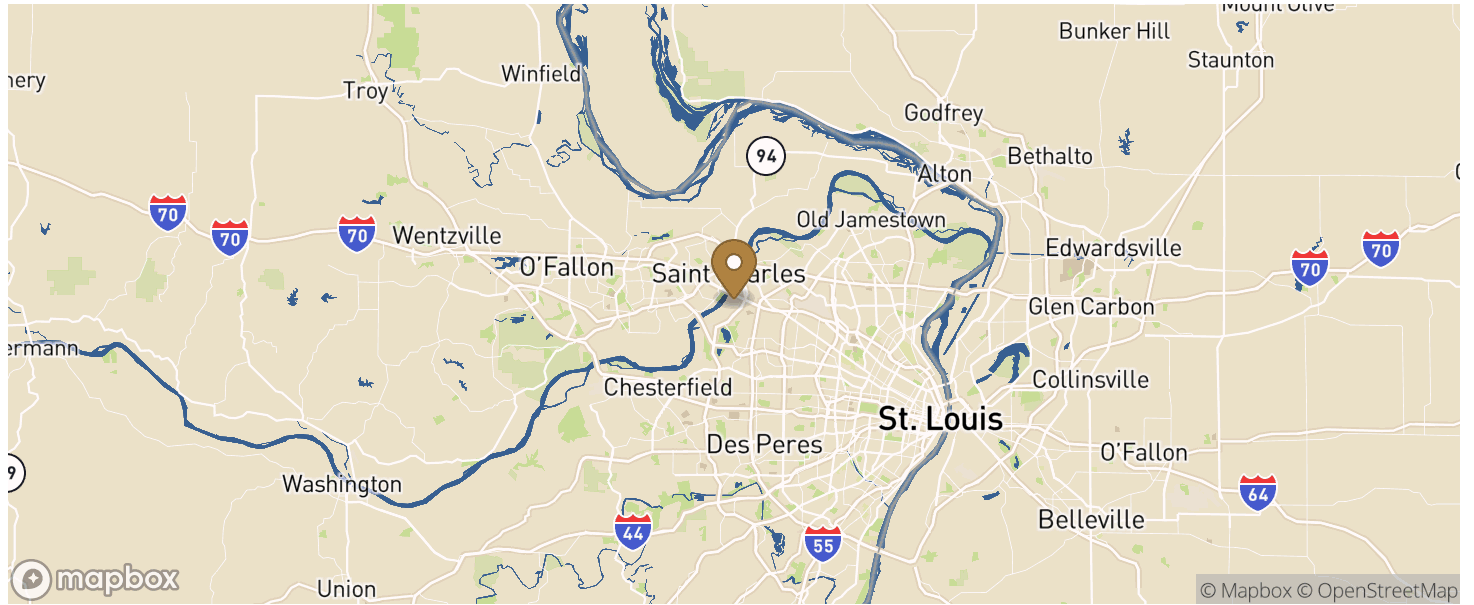 Mount Olive
Bunker Hill
Staunton
Winfield
Troy
Godfrey
94
Bethalto
Alton
70
Old Jamestown
70
70
Wentzville
Edwardsville
70
O'Fallon
70
Saint
Glen Carbon
Chesterfield
Collinsville
St. Louis
Des Peres
O'Fallon
Washington
64
Belleville
44
55
mapbox
Union
© Mapbox © OpenStreetMap